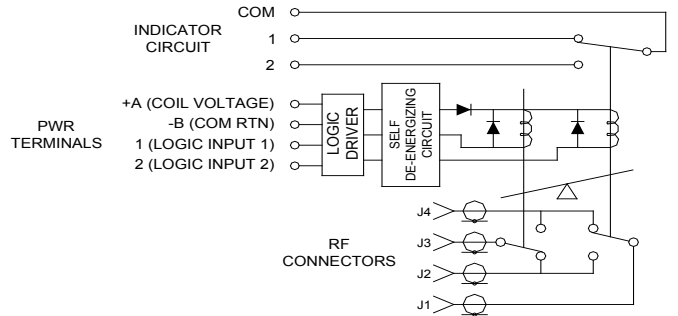 COM
INDICATOR
CIRCUIT
1
2
PWR
TERMINALS
+A (COIL VOLTAGE)
-B (COM RTN)
1 (LOGIC INPUT 1)
2 (LOGIC INPUT 2)
LOGIC
DRIVER
SELF
DE-ENERGIZING
CIRCUIT
RF
CONNECTORS
J4
J3
J2
J1